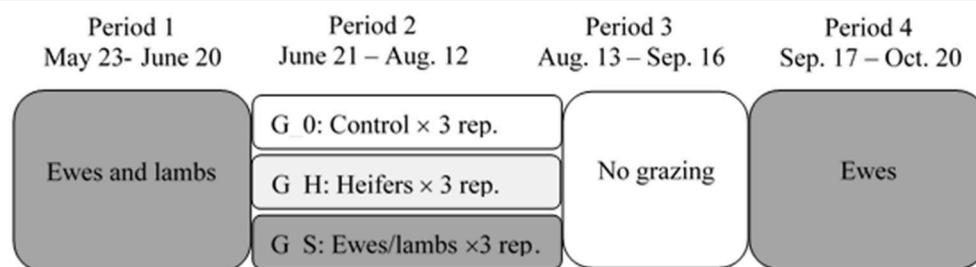 Period 1
May 23- June 20
Period 2
June 21 – Aug. 12
Period 3
Aug. 13 – Sep. 16
Period 4
Sep. 17 – Oct. 20
Ewes and lambs
G_0: Control × 3 rep.
G H: Heifers × 3 rep.
G S: Ewes/lambs ×3 rep.
No grazing
Ewes